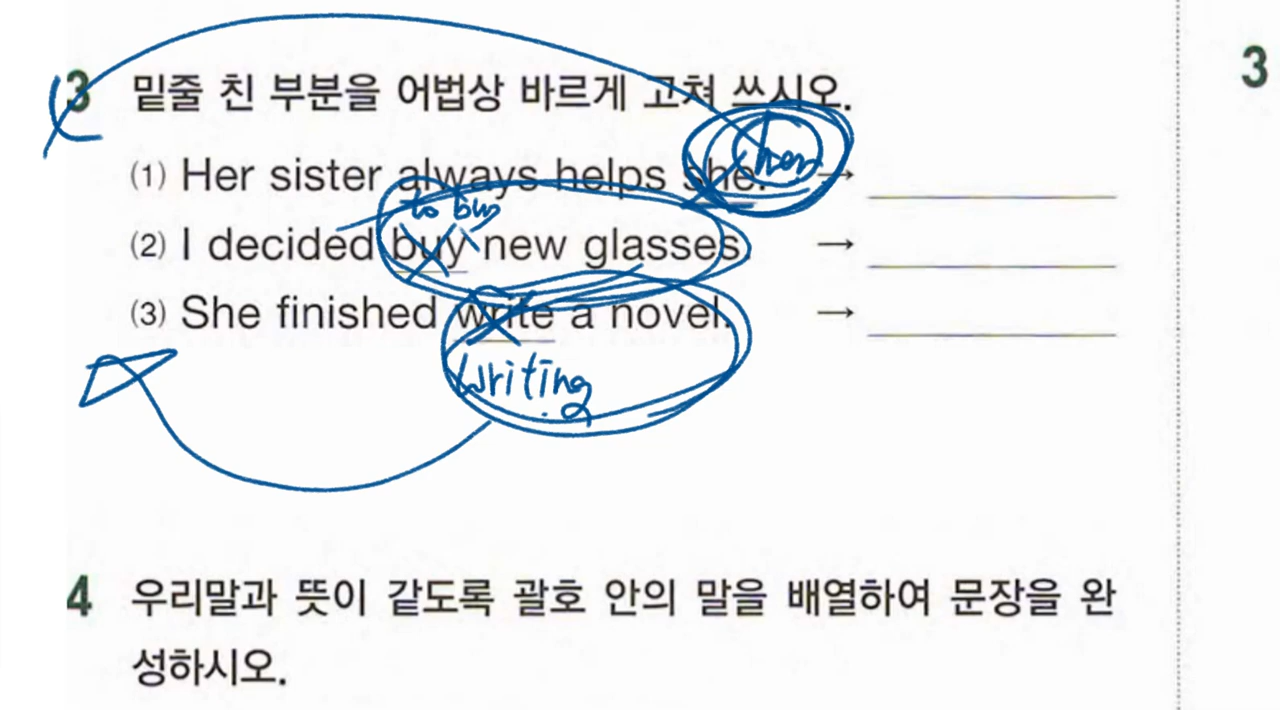 3 밑줄 친 부분을 어법상 바르게 고쳐 쓰시오.
her
(1) Her sister always helps she. →
to buy
(2) I decided buy new glasses. →
(3) She finished write a novel. →
writing
4 우리말과 뜻이 같도록 괄호 안의 말을 배열하여 문장을 완
성하시오.
3